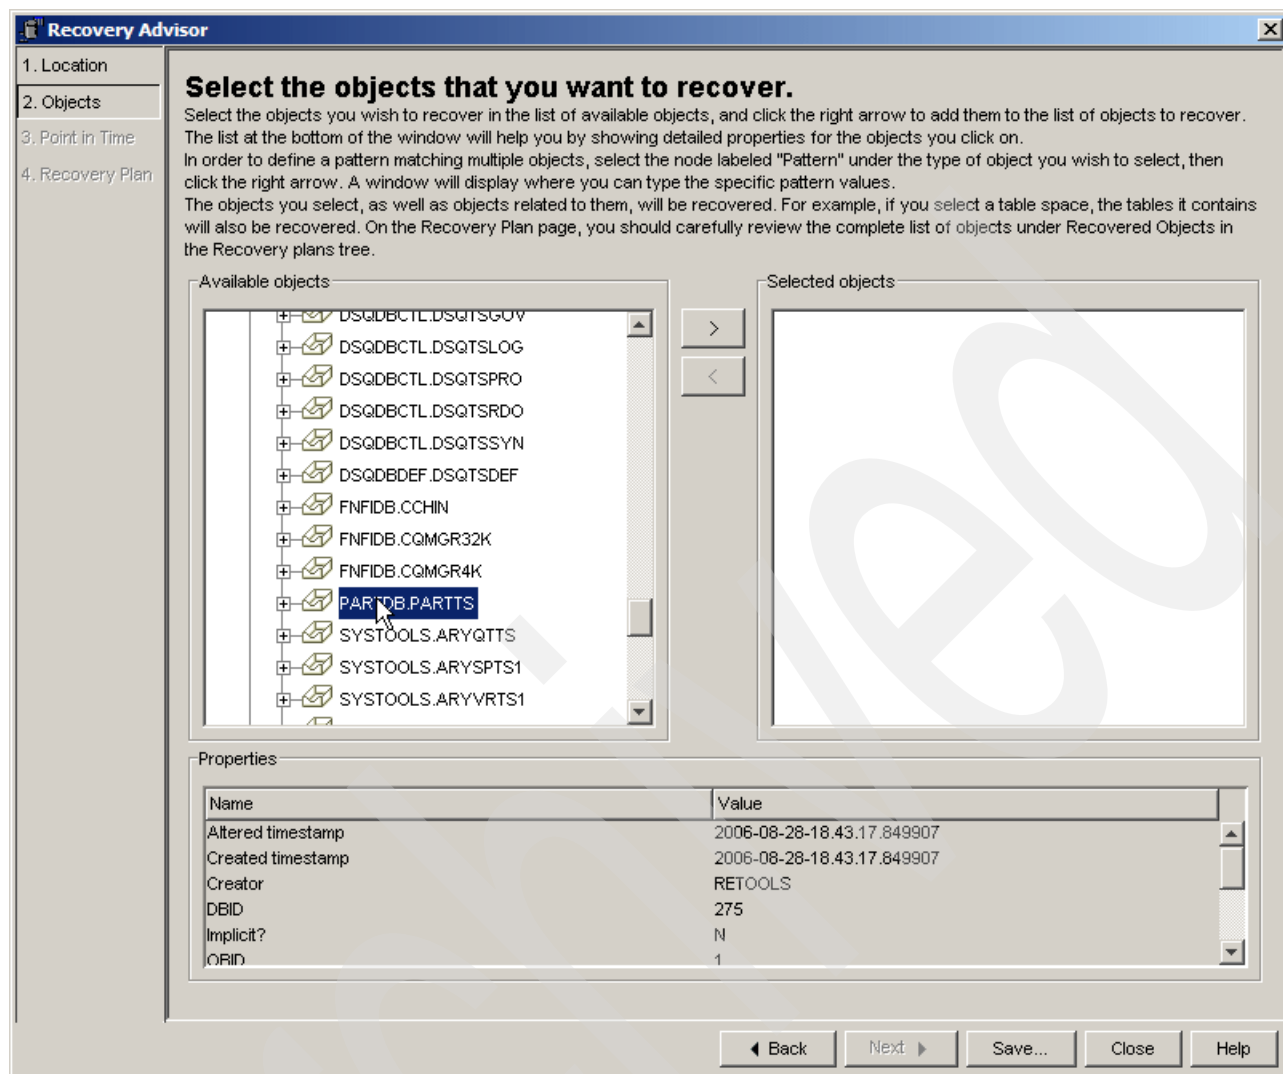 Recovery Advisor
1. Location
2. Objects
3. Point in Time
4. Recovery Plan
Select the objects that you want to recover.
Select the objects you wish to recover in the list of available objects, and click the right arrow to add them to the list of objects to recover.
The list at the bottom of the window will help you by showing detailed properties for the objects you click on.
In order to define a pattern matching multiple objects, select the node labeled "Pattern" under the type of object you wish to select, then
click the right arrow. A window will display where you can type the specific pattern values.
The objects you select, as well as objects related to them, will be recovered. For example, if you select a table space, the tables it contains
will also be recovered. On the Recovery Plan page, you should carefully review the complete list of objects under Recovered Objects in
the Recovery plans tree.
Available objects
DSQDBCTL.DSQTSGOV
DSQDBCTL.DSQTSLOG
DSQDBCTL.DSQTSPRO
DSQDBCTL.DSQTSRDO
DSQDBCTL.DSQTSSYN
DSQDBDEF.DSQTSDEF
FNFIDB.CCHIN
FNFIDB.CQMGR32K
FNFIDB.CQMGR4K
PARTDB.PARTTS
SYSTOOLS.ARYQTTS
SYSTOOLS.ARYSPTS1
SYSTOOLS.ARYVRTS1
>
<
Selected objects
Properties
Name Value
Altered timestamp 2006-08-28-18.43.17.849907
Created timestamp 2006-08-28-18.43.17.849907
Creator RETOOLS
DBID 275
Implicit? N
OBID 1
Back Next Save... Close Help